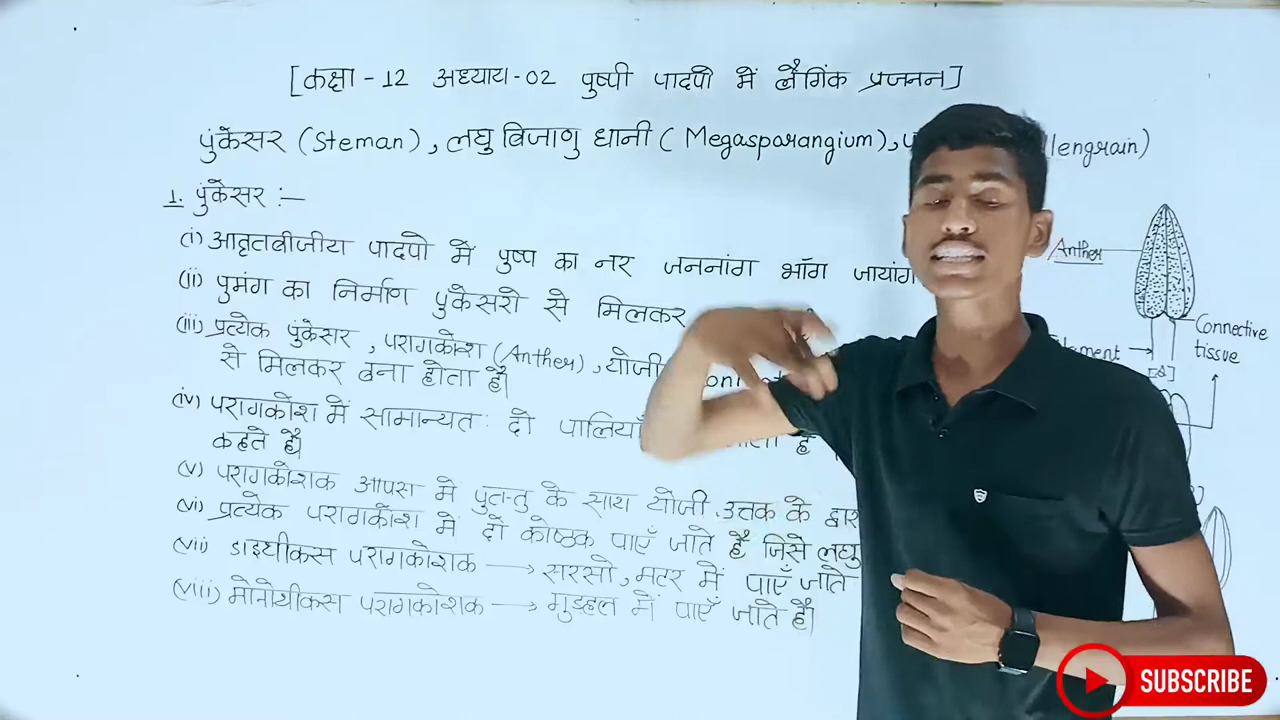 [कक्षा - 12 अध्याय - 02 पुष्पी पादपो में लैगिंक प्रजनन]
पुंकेसर (Steman), लघु बिजाणु धानी (Megasparangium), llengrain)
1. पुंकेसर :—
(i) आवृतबीजीय पादपो में पुष्प का नर जननांग भॉग जायांग
(ii) पुमंग का निर्माण पुंकेसरो से मिलकर
(iii) प्रत्येक पुंकेसर, परागकोश (Anther), योजी
से मिलकर बना होता है।
(iv) परागकोश में सामान्यतः दो पालियाँ है
कहते है।
(v) परागकोशक आपस में पुतन्तु के साथ योजी उत्तक के द्वार
(vi) प्रत्येक परागकोश में दो कोष्ठक पाएँ जाते है जिसे लघु
(vii) डाइथीकस परागकोशक → सरसो, मटर में पाएँ जाते
(viii) मोनोथीकस परागकोशक → गुडहल में पाएँ जाते है।
Anther
Connective
tissue
lement →
[a]
SUBSCRIBE